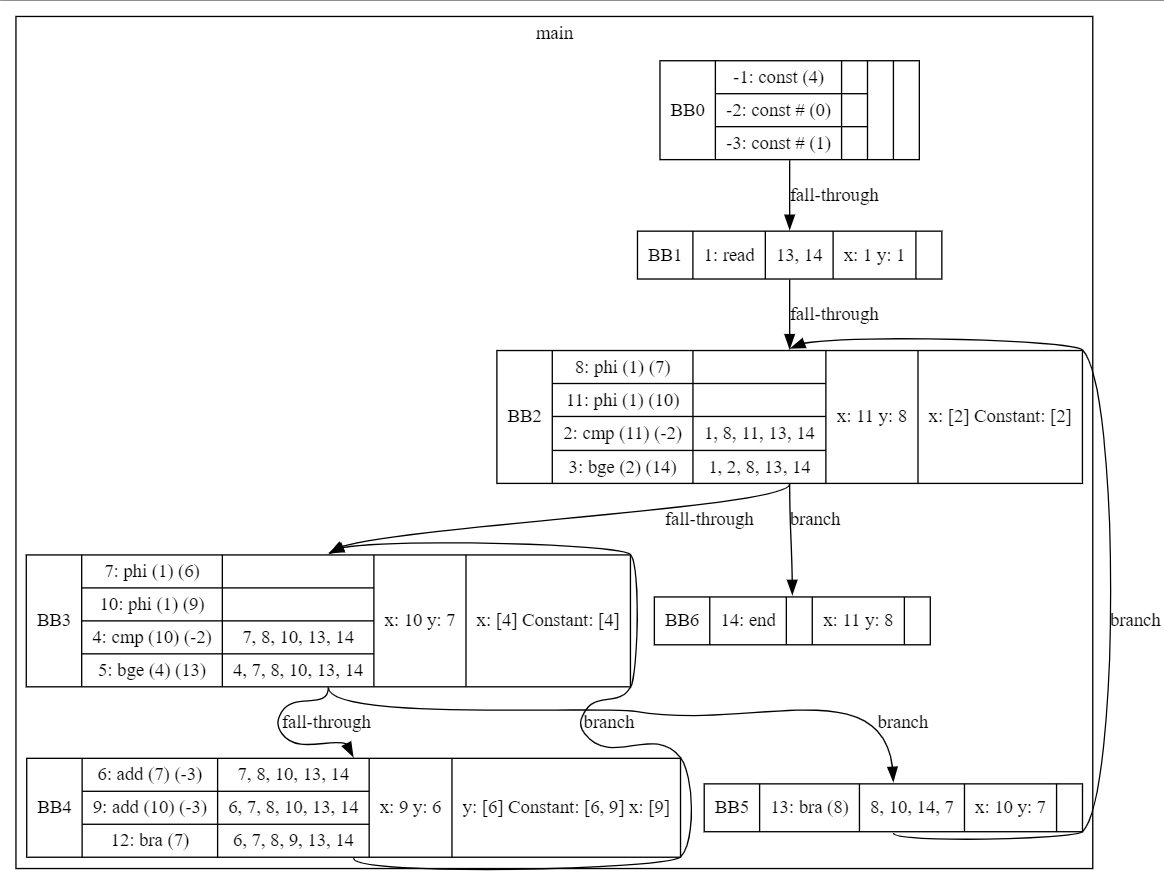 main
BB0
-1: const (4)
-2: const # (0)
-3: const # (1)
fall-through
BB1 1: read 13, 14 x: 1 y: 1
fall-through
BB2
8: phi (1) (7)
11: phi (1) (10)
2: cmp (11) (-2) 1, 8, 11, 13, 14
3: bge (2) (14) 1, 2, 8, 13, 14
x: 11 y: 8
x: [2] Constant: [2]
fall-through
branch
BB3
7: phi (1) (6)
10: phi (1) (9)
4: cmp (10) (-2) 7, 8, 10, 13, 14
5: bge (4) (13) 4, 7, 8, 10, 13, 14
x: 10 y: 7
x: [4] Constant: [4]
BB6 14: end x: 11 y: 8
branch
fall-through
branch
branch
BB4
6: add (7) (-3) 7, 8, 10, 13, 14
9: add (10) (-3) 6, 7, 8, 10, 13, 14
12: bra (7) 6, 7, 8, 9, 13, 14
x: 9 y: 6
y: [6] Constant: [6, 9] x: [9]
BB5 13: bra (8) 8, 10, 14, 7 x: 10 y: 7